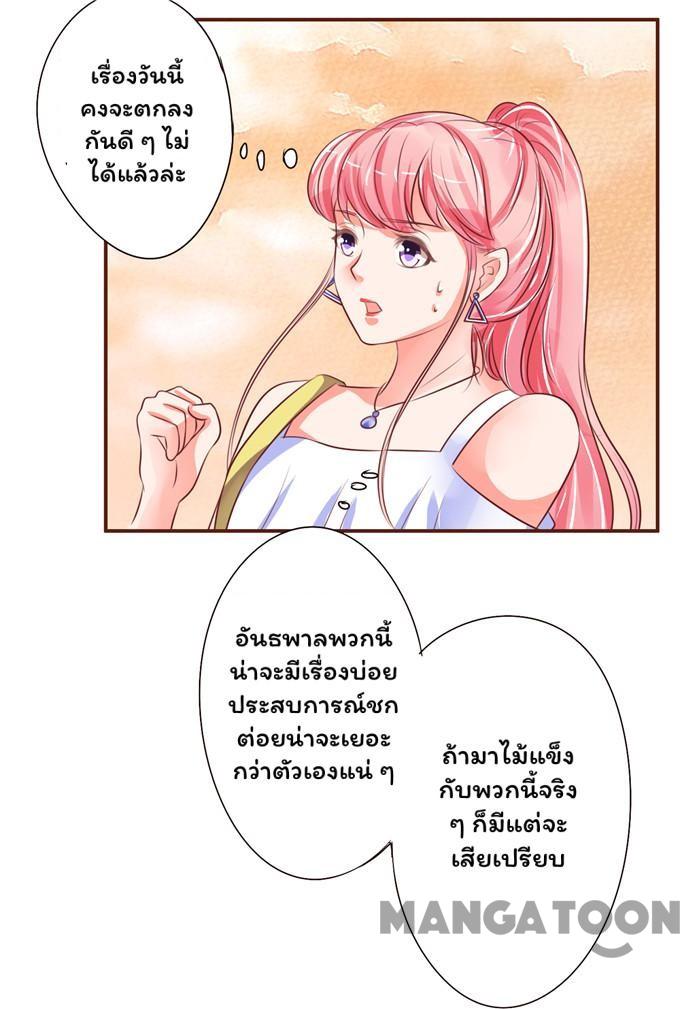 เรื่องวันนี้
คงจะตกลง
กันดี ๆ ไม่
ได้แล้วล่ะ
อันธพาลพวกนี้
น่าจะมีเรื่องบ่อย
ประสบการณ์ชก
ต่อยน่าจะเยอะ
กว่าตัวเองแน่ ๆ
ถ้ามาไม้แข็ง
กับพวกนี้จริง
ๆ ก็มีแต่จะ
เสียเปรียบ
MANGATOON